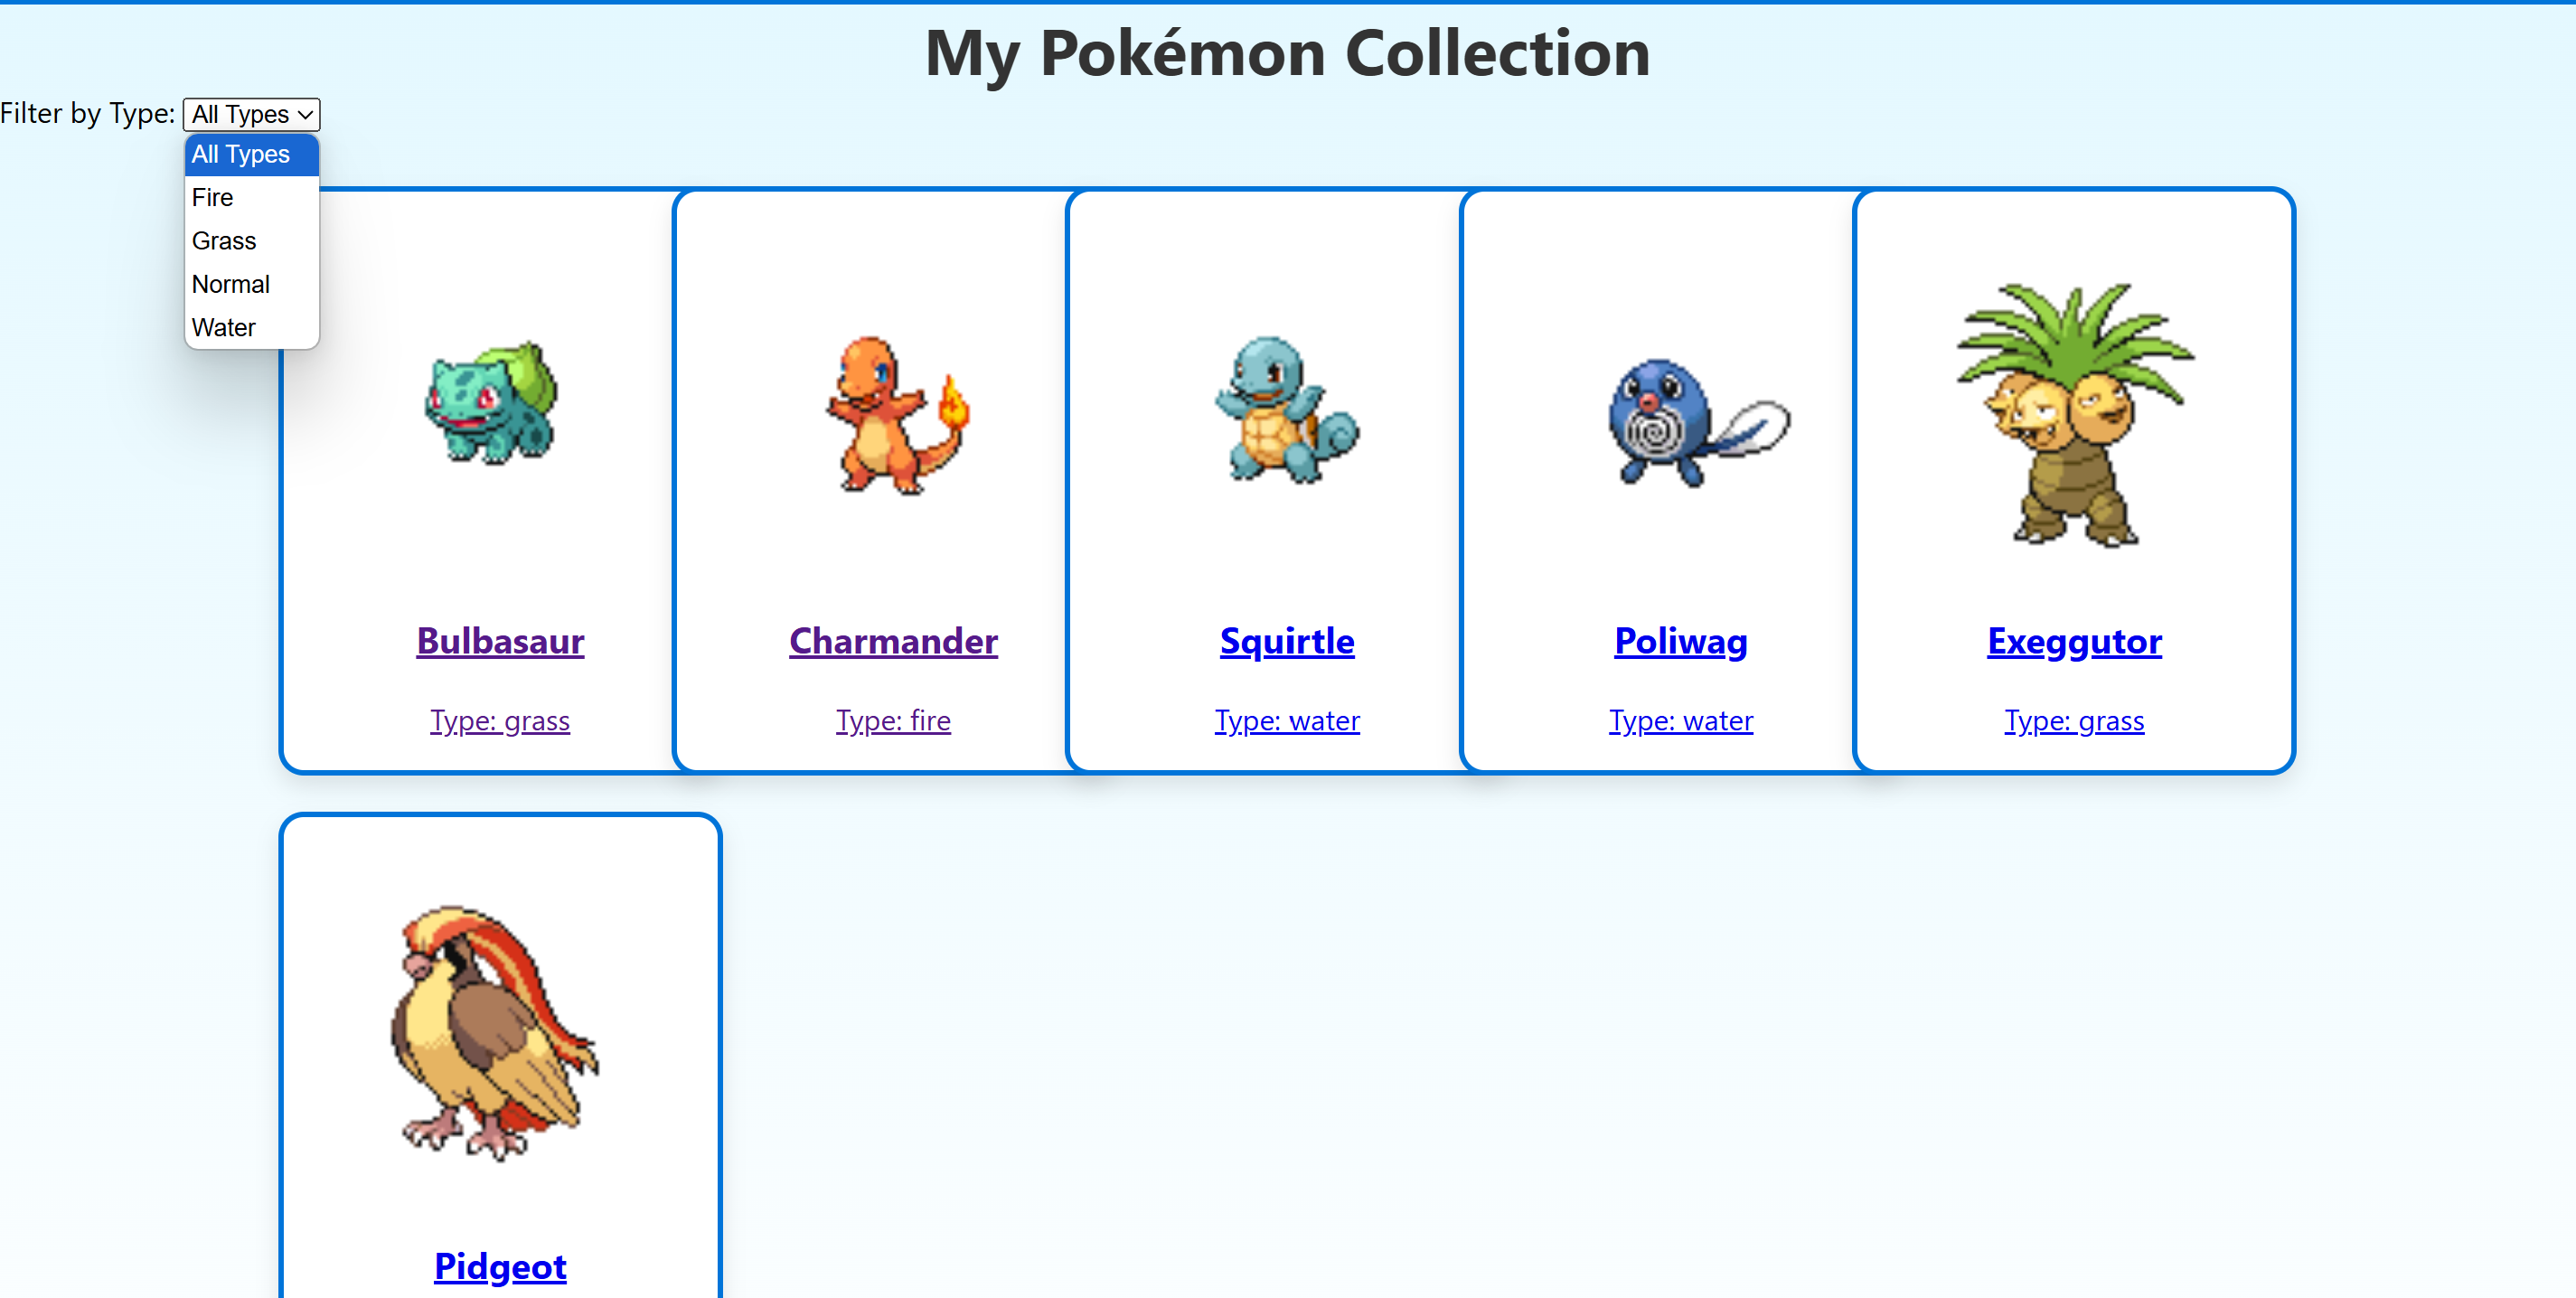 My Pokémon Collection
Filter by Type: All Types
All Types
Fire
Grass
Normal
Water
Bulbasaur
Type: grass
Charmander
Type: fire
Squirtle
Type: water
Poliwag
Type: water
Exeggutor
Type: grass
Pidgeot